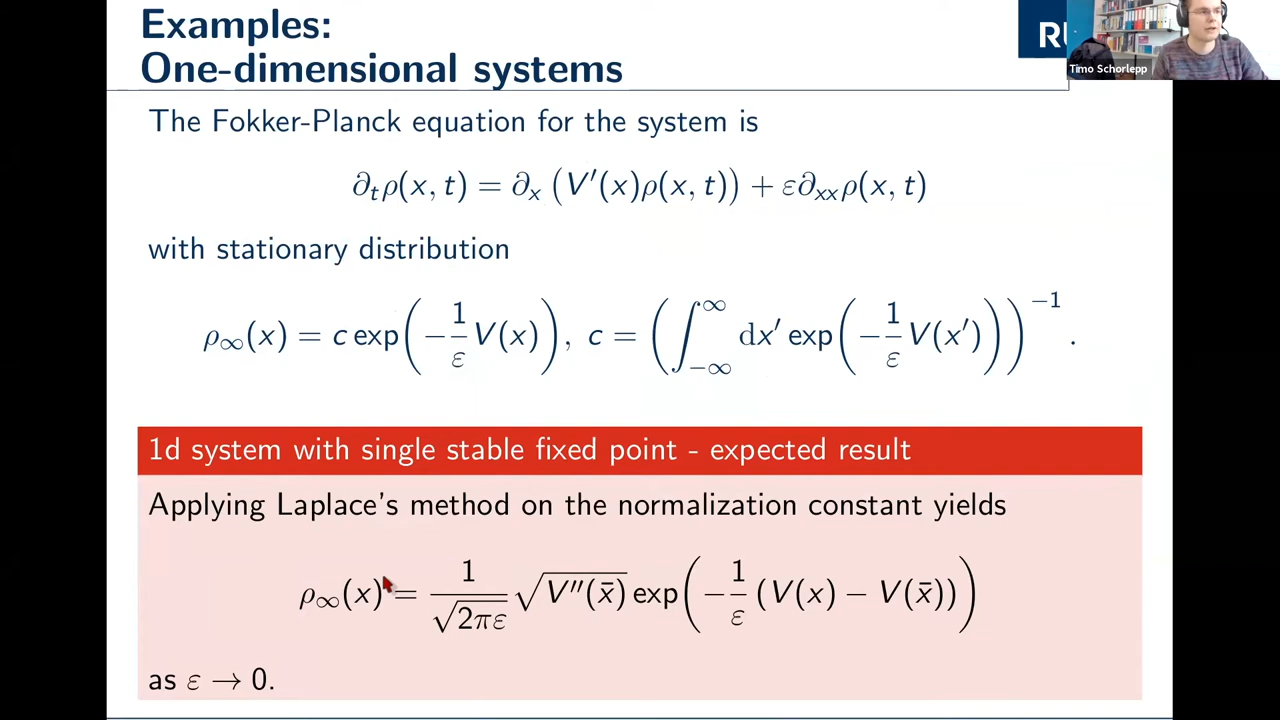 Examples:
One-dimensional systems
RU
Timo Schorlepp
The Fokker-Planck equation for the system is
∂ₜρ(x, t) = ∂ₓ (V′(x)ρ(x, t)) + ε∂ₓₓρ(x, t)
with stationary distribution
ρ∞(x) = c exp(−1/ε V(x)), c = (∫_{−∞}^{∞} dx′ exp(−1/ε V(x′)))^{−1}.
1d system with single stable fixed point - expected result
Applying Laplace's method on the normalization constant yields
ρ∞(x) = 1/√(2πε) √(V″(x̄)) exp(−1/ε (V(x) − V(x̄)))
as ε → 0.